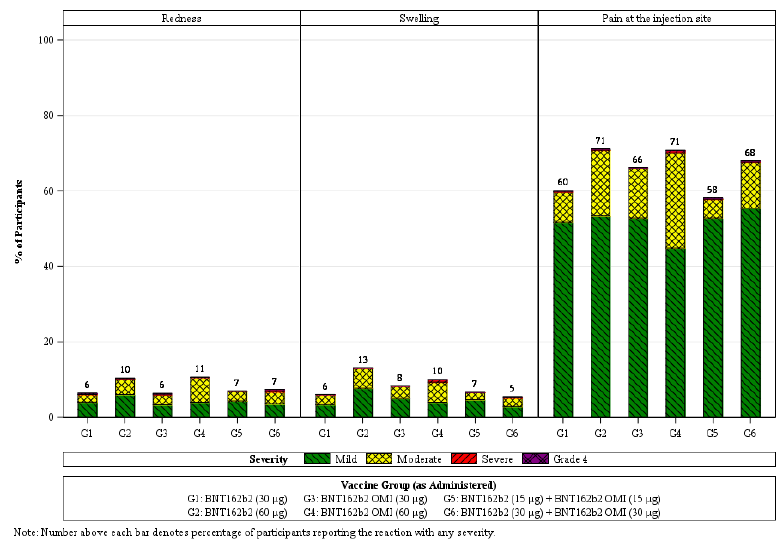 Redness Swelling Pain at the injection site
% of Participants
100
80
60
40
20
0
6 10 6 11 7 7
6 13 8 10 7 5
60 71 66 71 58 68
G1 G2 G3 G4 G5 G6 G1 G2 G3 G4 G5 G6 G1 G2 G3 G4 G5 G6
Severity Mild Moderate Severe Grade 4
Vaccine Group (as Administered)
G1: BNT162b2 (30 µg) G3: BNT162b2 OMI (30 µg) G5: BNT162b2 (15 µg) + BNT162b2 OMI (15 µg)
G2: BNT162b2 (60 µg) G4: BNT162b2 OMI (60 µg) G6: BNT162b2 (30 µg) + BNT162b2 OMI (30 µg)
Note: Number above each bar denotes percentage of participants reporting the reaction with any severity.